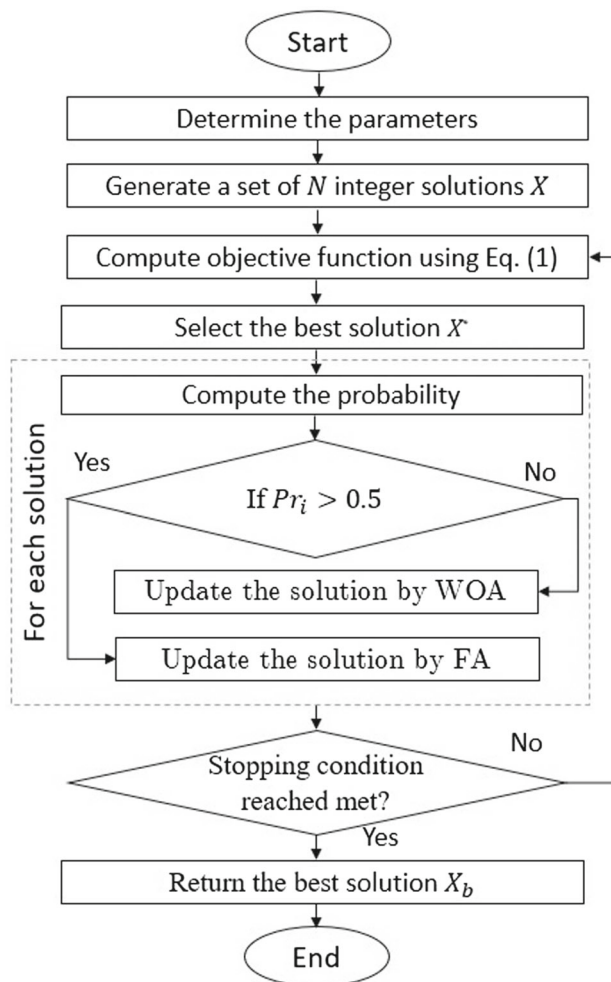 Start
Determine the parameters
Generate a set of N integer solutions X
Compute objective function using Eq. (1)
Select the best solution X*
For each solution
Compute the probability
Yes
No
If Pr_i > 0.5
Update the solution by WOA
Update the solution by FA
No
Stopping condition
reached met?
Yes
Return the best solution X_b
End